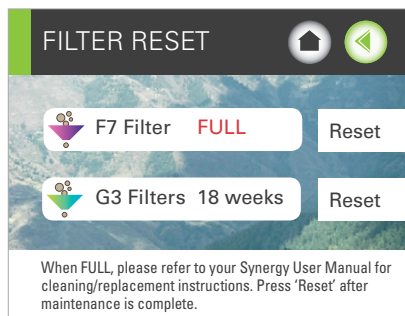 FILTER RESET
F7 Filter FULL Reset
G3 Filters 18 weeks Reset
When FULL, please refer to your Synergy User Manual for
cleaning/replacement instructions. Press ‘Reset’ after
maintenance is complete.